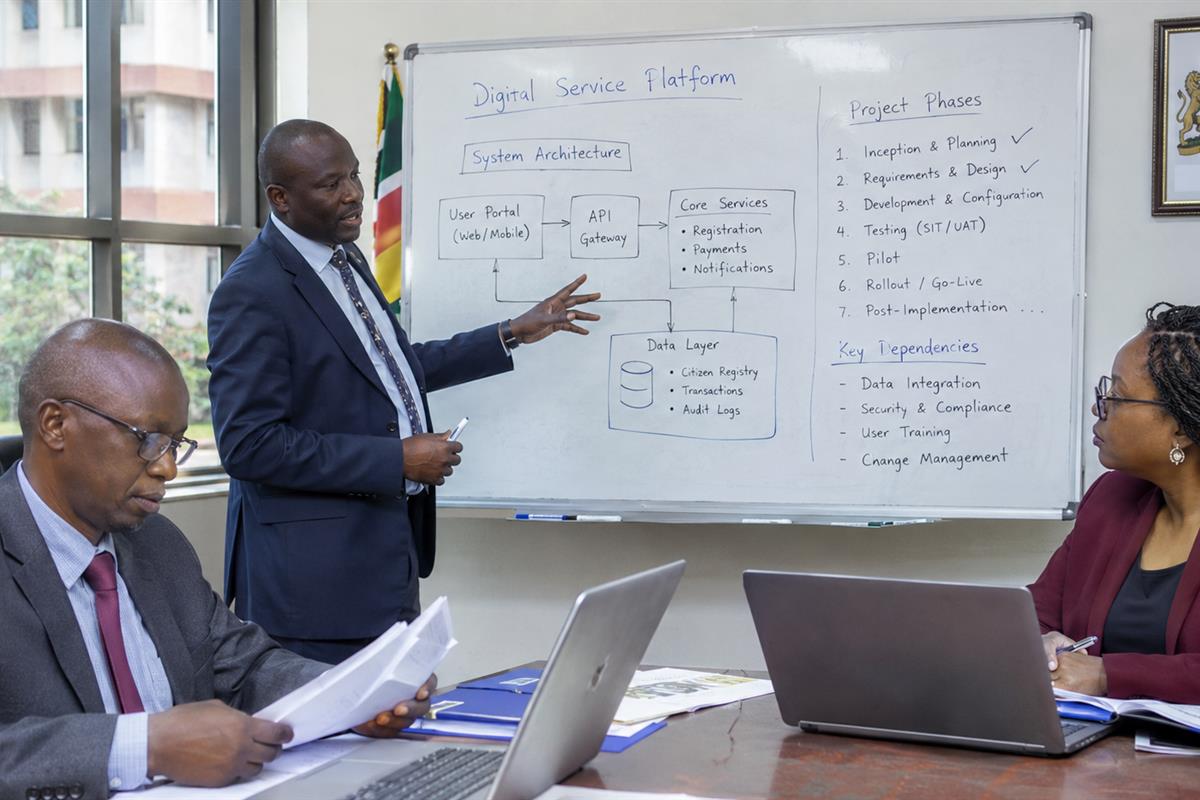 Digital Service Platform
System Architecture
User Portal
(Web/Mobile)
API
Gateway
Core Services
• Registration
• Payments
• Notifications
Data Layer
• Citizen Registry
• Transactions
• Audit Logs
Project Phases
1. Inception & Planning ✓
2. Requirements & Design ✓
3. Development & Configuration
4. Testing (SIT/UAT)
5. Pilot
6. Rollout / Go-Live
7. Post-Implementation ...
Key Dependencies
- Data Integration
- Security & Compliance
- User Training
- Change Management